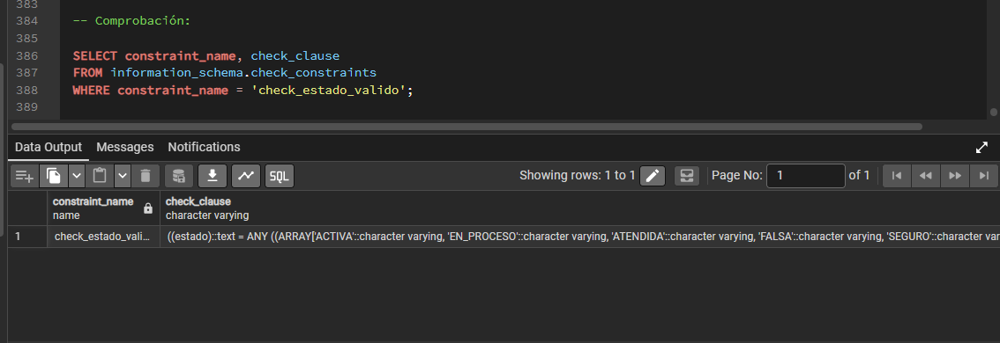 383
384 -- Comprobación:
385
386 SELECT constraint_name, check_clause
387 FROM information_schema.check_constraints
388 WHERE constraint_name = 'check_estado_valido';
389
Data Output Messages Notifications
SQL Showing rows: 1 to 1 Page No: 1 of 1
constraint_name check_clause
name character varying
1 check_estado_vali... ((estado)::text = ANY ((ARRAY['ACTIVA'::character varying, 'EN_PROCESO'::character varying, 'ATENDIDA'::character varying, 'FALSA'::character varying, 'SEGURO'::character var